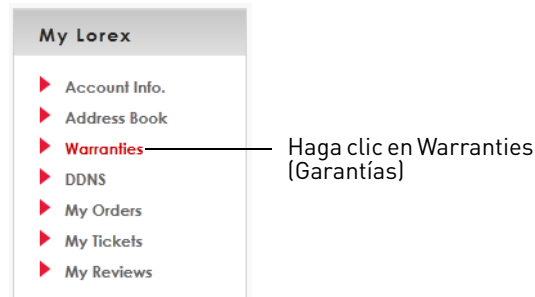 My Lorex
Account Info.
Address Book
Warranties
DDNS
My Orders
My Tickets
My Reviews
Haga clic en Warranties
(Garantías)